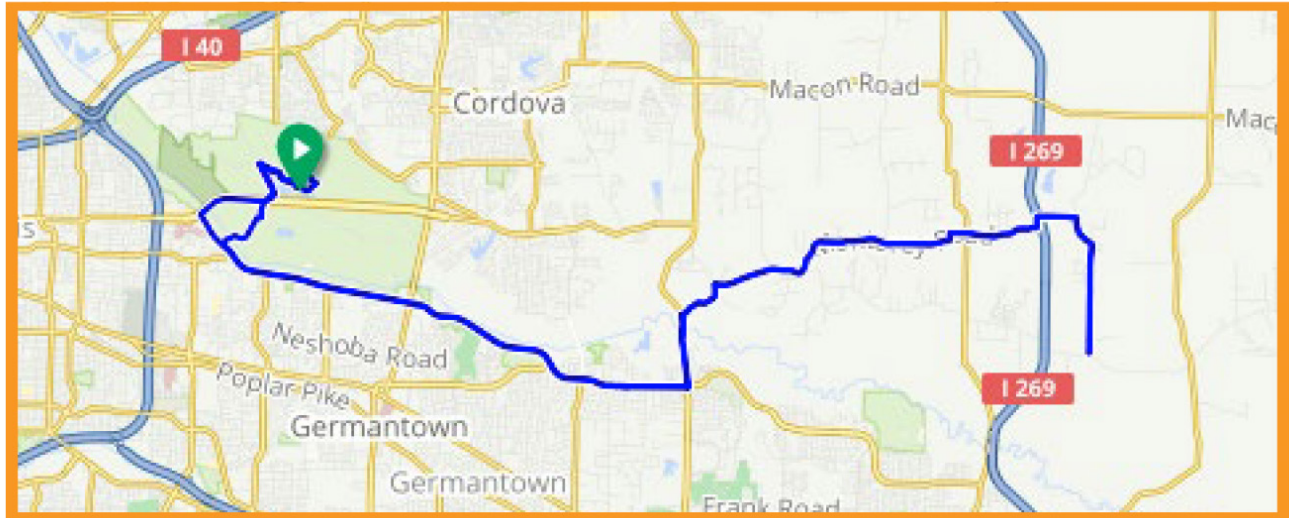 I 40
Macon Road
Cordova
Mac
I 269
s
Neshoba Road
Poplar Pike
I 269
Germantown
Germantown
Frank Road